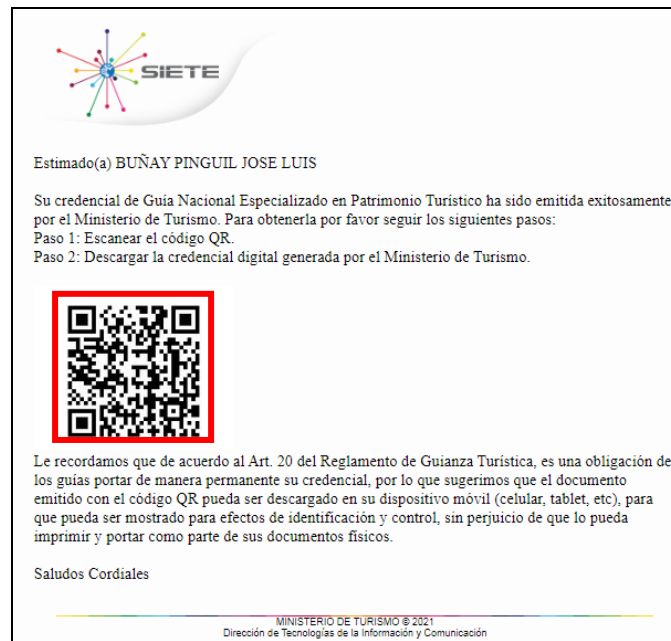 SIETE
Estimado(a) BUÑAY PINGUIL JOSE LUIS
Su credencial de Guía Nacional Especializado en Patrimonio Turístico ha sido emitida exitosamente
por el Ministerio de Turismo. Para obtenerla por favor seguir los siguientes pasos:
Paso 1: Escanear el código QR.
Paso 2: Descargar la credencial digital generada por el Ministerio de Turismo.
Le recordamos que de acuerdo al Art. 20 del Reglamento de Guianza Turística, es una obligación de
los guías portar de manera permanente su credencial, por lo que sugerimos que el documento
emitido con el código QR pueda ser descargado en su dispositivo móvil (celular, tablet, etc), para
que pueda ser mostrado para efectos de identificación y control, sin perjuicio de que lo pueda
imprimir y portar como parte de sus documentos físicos.
Saludos Cordiales
MINISTERIO DE TURISMO @ 2021
Dirección de Tecnologías de la Información y Comunicación